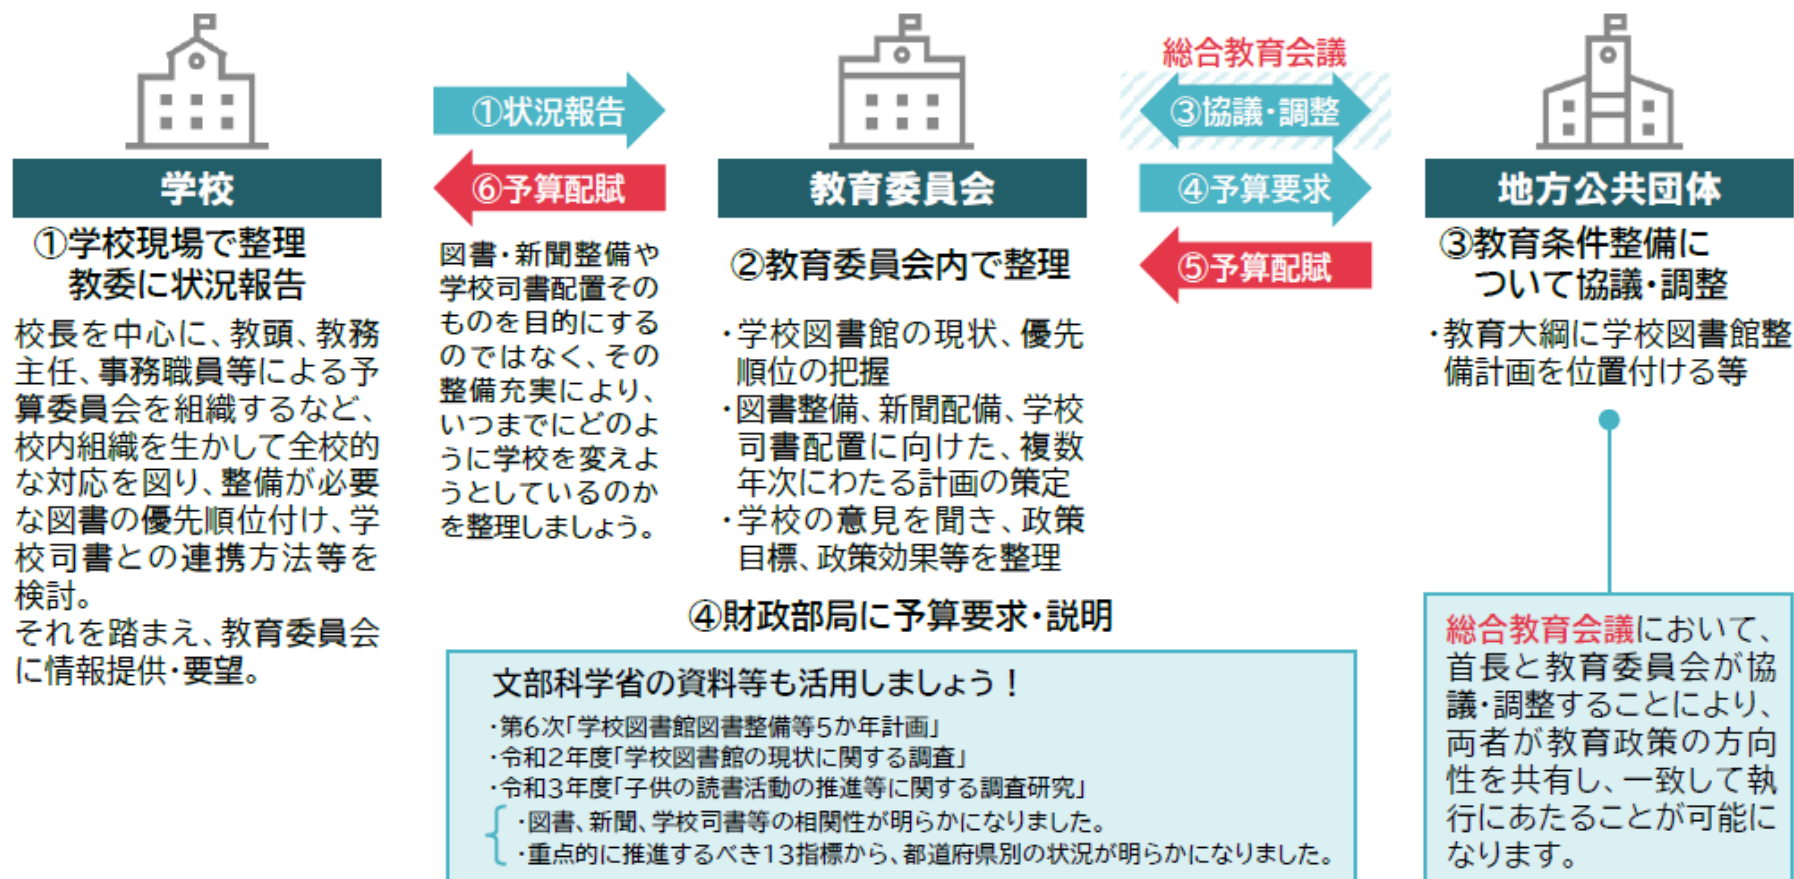 学校
①学校現場で整理
教委に状況報告
校長を中心に、教頭、教務
主任、事務職員等による予
算委員会を組織するなど、
校内組織を生かして全校的
な対応を図り、整備が必要
な図書の優先順位付け、学
校司書との連携方法等を
検討。
それを踏まえ、教育委員会
に情報提供・要望。
①状況報告
⑥予算配賦
図書・新聞整備や
学校司書配置その
ものを目的にする
のではなく、その
整備充実により、
いつまでにどのよ
うに学校を変えよ
うとしているのか
を整理しましょう。
教育委員会
②教育委員会内で整理
・学校図書館の現状、優先
順位の把握
・図書整備、新聞配備、学校
司書配置に向けた、複数
年次にわたる計画の策定
・学校の意見を聞き、政策
目標、政策効果等を整理
総合教育会議
③協議・調整
④予算要求
⑤予算配賦
地方公共団体
③教育条件整備に
ついて協議・調整
・教育大綱に学校図書館整
備計画を位置付ける等
④財政部局に予算要求・説明
文部科学省の資料等も活用しましょう！
・第6次「学校図書館図書整備等5か年計画」
・令和2年度「学校図書館の現状に関する調査」
・令和3年度「子供の読書活動の推進等に関する調査研究」
・図書、新聞、学校司書等の相関性が明らかになりました。
・重点的に推進するべき13指標から、都道府県別の状況が明らかになりました。
総合教育会議において、
首長と教育委員会が協
議・調整することにより、
両者が教育政策の方向
性を共有し、一致して執
行にあたることが可能に
なります。